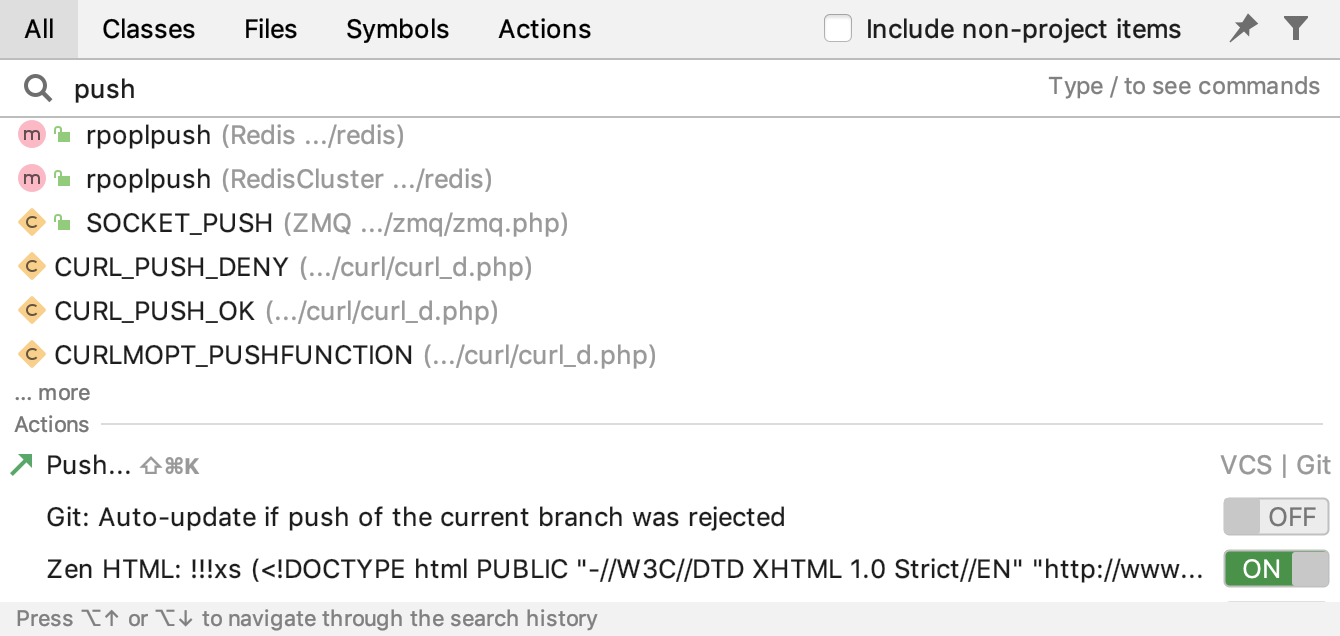 All Classes Files Symbols Actions Include non-project items
push Type / to see commands
m rpoplpush (Redis .../redis)
m rpoplpush (RedisCluster .../redis)
C SOCKET_PUSH (ZMQ .../zmq/zmq.php)
C CURL_PUSH_DENY (.../curl/curl_d.php)
C CURL_PUSH_OK (.../curl/curl_d.php)
C CURLMOPT_PUSHFUNCTION (.../curl/curl_d.php)
... more
Actions
Push... ⇧⌘K VCS | Git
Git: Auto-update if push of the current branch was rejected OFF
Zen HTML: !!!xs (<!DOCTYPE html PUBLIC "-//W3C//DTD XHTML 1.0 Strict//EN" "http://www... ON
Press ⌥↑ or ⌥↓ to navigate through the search history